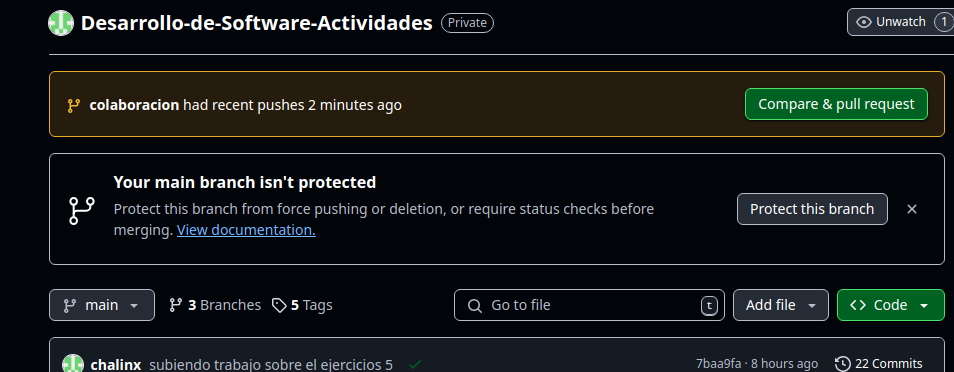 Desarrollo-de-Software-Actividades Private Unwatch 1
colaboracion had recent pushes 2 minutes ago Compare & pull request
Your main branch isn't protected
Protect this branch from force pushing or deletion, or require status checks before
merging. View documentation.
Protect this branch
main 3 Branches 5 Tags Go to file t Add file Code
chalinx subiendo trabajo sobre el ejercicios 5 7baa9fa · 8 hours ago 22 Commits